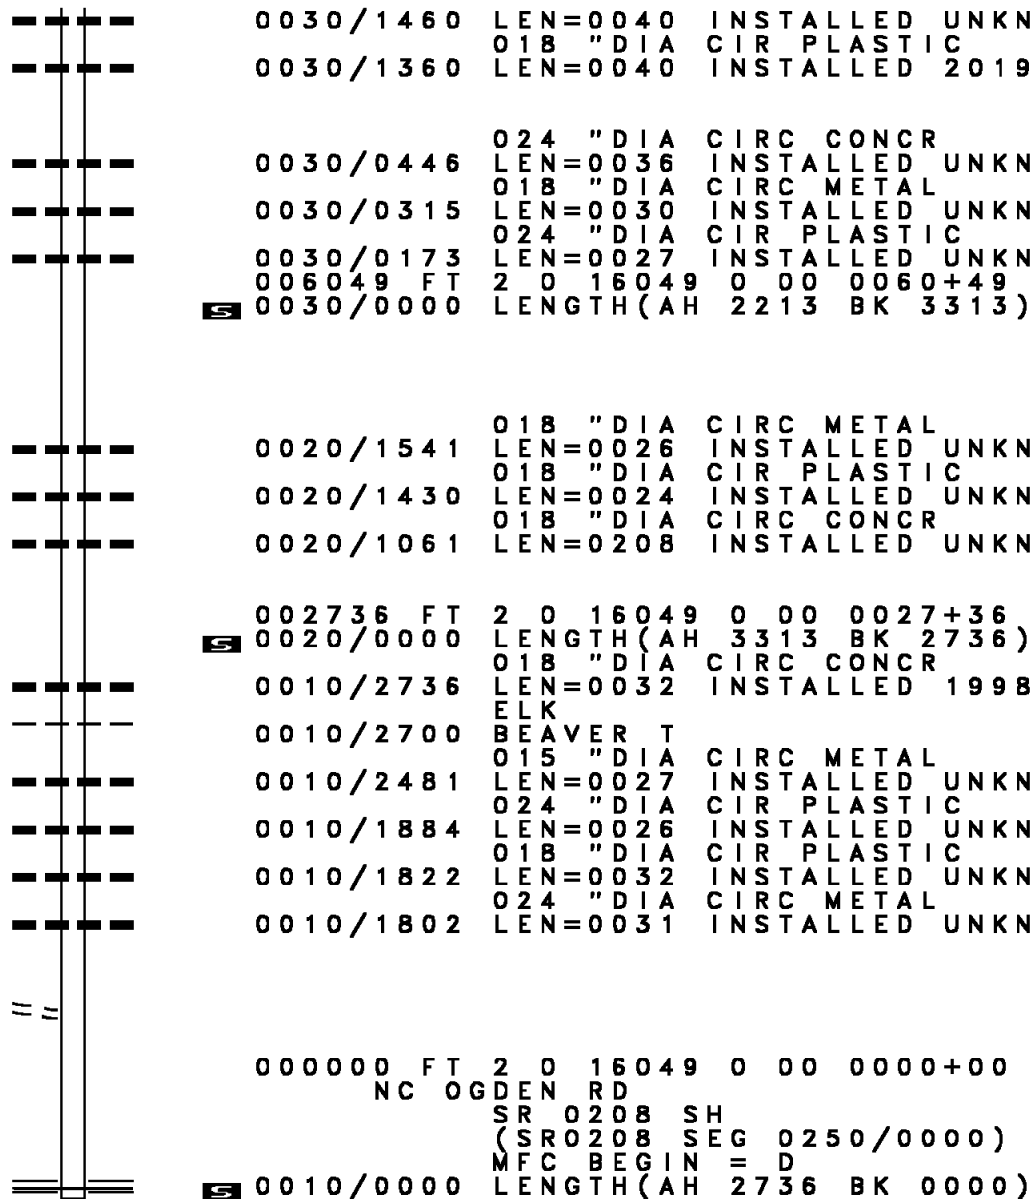 0030/1460 LEN=0040 INSTALLED UNKN
018 "DIA CIR PLASTIC
0030/1360 LEN=0040 INSTALLED 2019
024 "DIA CIRC CONCR
0030/0446 LEN=0036 INSTALLED UNKN
018 "DIA CIRC METAL
0030/0315 LEN=0030 INSTALLED UNKN
024 "DIA CIR PLASTIC
0030/0173 LEN=0027 INSTALLED UNKN
006049 FT 2 0 16049 0 00 0060+49
S 0030/0000 LENGTH(AH 2213 BK 3313)
018 "DIA CIRC METAL
0020/1541 LEN=0026 INSTALLED UNKN
018 "DIA CIR PLASTIC
0020/1430 LEN=0024 INSTALLED UNKN
018 "DIA CIRC CONCR
0020/1061 LEN=0208 INSTALLED UNKN
002736 FT 2 0 16049 0 00 0027+36
S 0020/0000 LENGTH(AH 3313 BK 2736)
018 "DIA CIRC CONCR
0010/2736 LEN=0032 INSTALLED 1998
ELK
0010/2700 BEAVER T
015 "DIA CIRC METAL
0010/2481 LEN=0027 INSTALLED UNKN
024 "DIA CIR PLASTIC
0010/1884 LEN=0026 INSTALLED UNKN
018 "DIA CIR PLASTIC
0010/1822 LEN=0032 INSTALLED UNKN
024 "DIA CIRC METAL
0010/1802 LEN=0031 INSTALLED UNKN
000000 FT 2 0 16049 0 00 0000+00
NC OGDEN RD
SR 0208 SH
(SR0208 SEG 0250/0000)
MFC BEGIN = D
S 0010/0000 LENGTH(AH 2736 BK 0000)